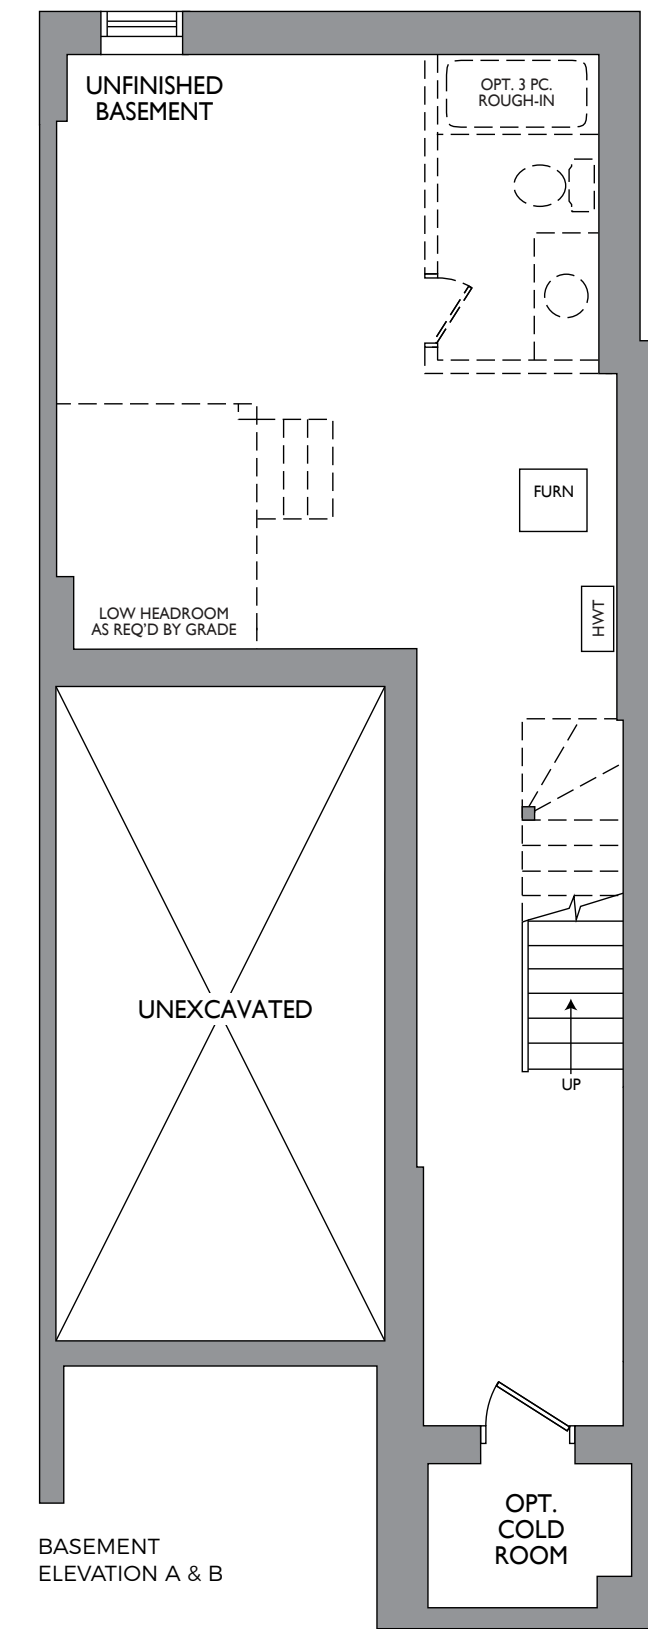 UNFINISHED
BASEMENT
OPT. 3 PC.
ROUGH-IN
FURN
HWT
LOW HEADROOM
AS REQ'D BY GRADE
UNEXCAVATED
UP
OPT.
COLD
ROOM
BASEMENT
ELEVATION A & B